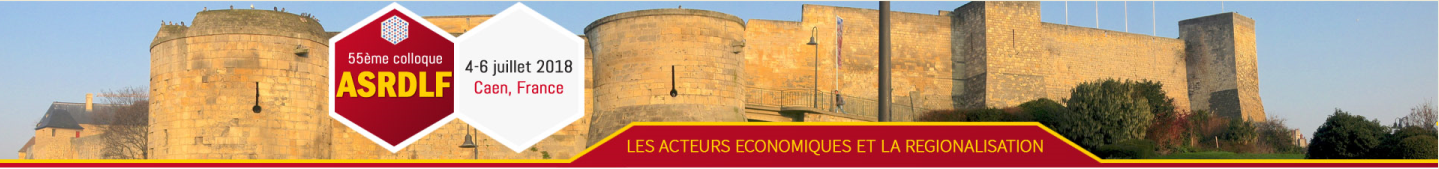 55ème colloque
ASRDLF
4-6 juillet 2018
Caen, France
LES ACTEURS ECONOMIQUES ET LA REGIONALISATION